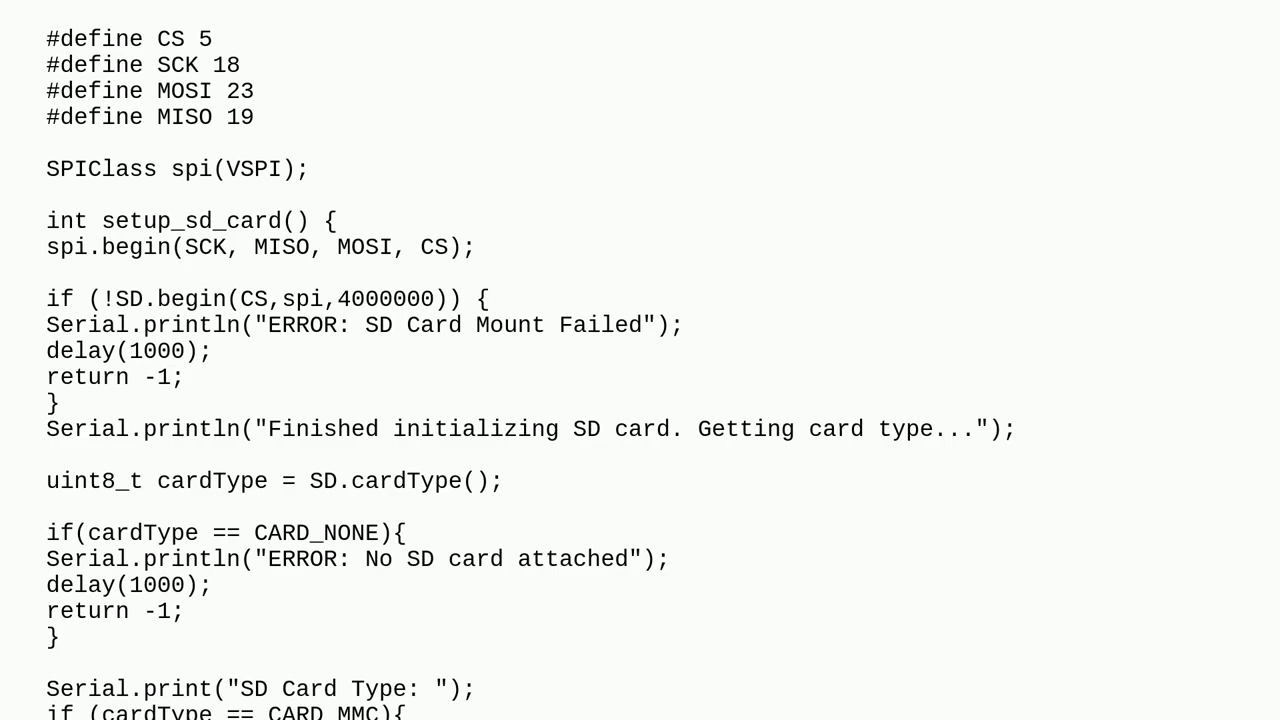 #define CS 5
#define SCK 18
#define MOSI 23
#define MISO 19
SPIClass spi(VSPI);
int setup_sd_card() {
spi.begin(SCK, MISO, MOSI, CS);
if (!SD.begin(CS,spi,4000000)) {
Serial.println("ERROR: SD Card Mount Failed");
delay(1000);
return -1;
}
Serial.println("Finished initializing SD card. Getting card type...");
uint8_t cardType = SD.cardType();
if(cardType == CARD_NONE){
Serial.println("ERROR: No SD card attached");
delay(1000);
return -1;
}
Serial.print("SD Card Type: ");
if (cardType == CARD_MMC){